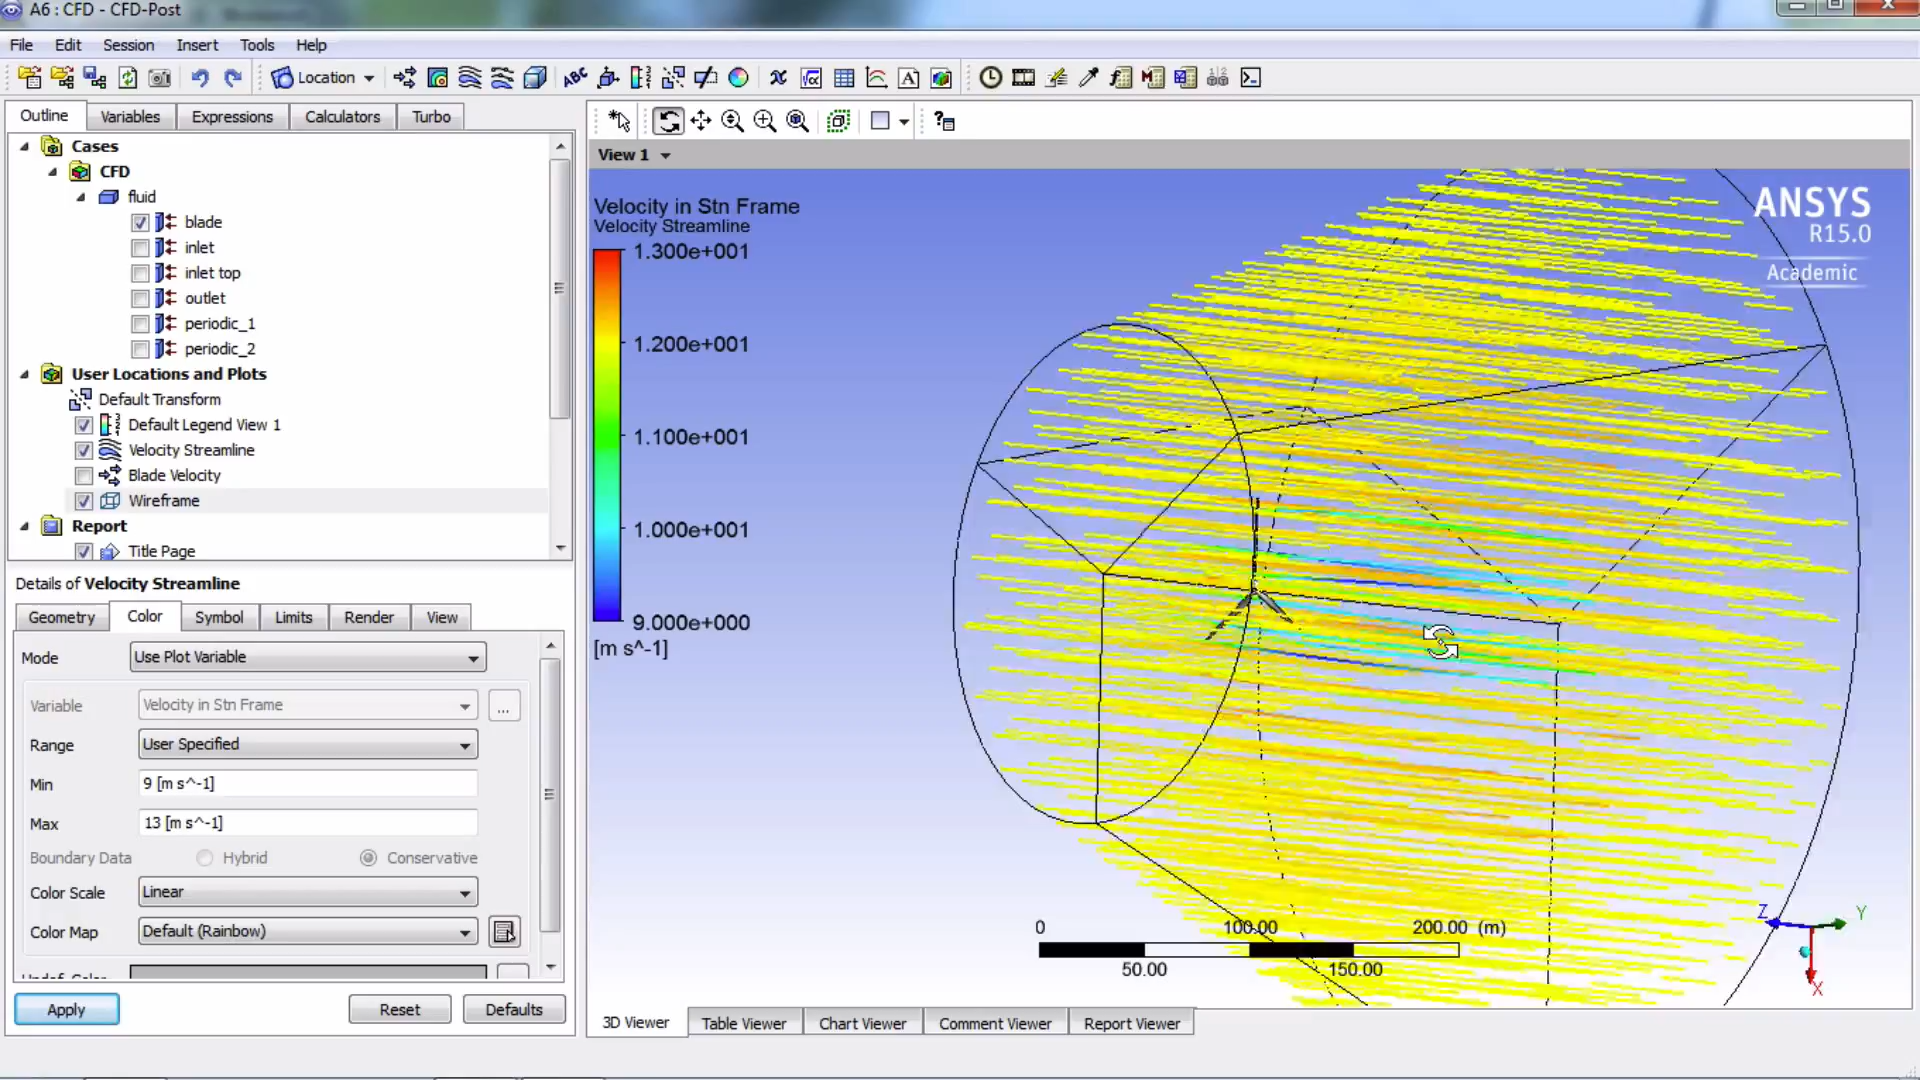 A6 : CFD - CFD-Post
File Edit Session Insert Tools Help
Location
ABC
Outline Variables Expressions Calculators Turbo
Cases
CFD
fluid
blade
inlet
inlet top
outlet
periodic_1
periodic_2
User Locations and Plots
Default Transform
Default Legend View 1
Velocity Streamline
Blade Velocity
Wireframe
Report
Title Page
Details of Velocity Streamline
Geometry Color Symbol Limits Render View
Mode Use Plot Variable
Variable Velocity in Stn Frame ...
Range User Specified
Min 9 [m s^-1]
Max 13 [m s^-1]
Boundary Data Hybrid Conservative
Color Scale Linear
Color Map Default (Rainbow)
Undef. Color
Apply Reset Defaults
View 1
Velocity in Stn Frame
Velocity Streamline
1.300e+001
1.200e+001
1.100e+001
1.000e+001
9.000e+000
[m s^-1]
ANSYS
R15.0
Academic
0 100.00 200.00 (m)
50.00 150.00
Z Y
X
3D Viewer Table Viewer Chart Viewer Comment Viewer Report Viewer